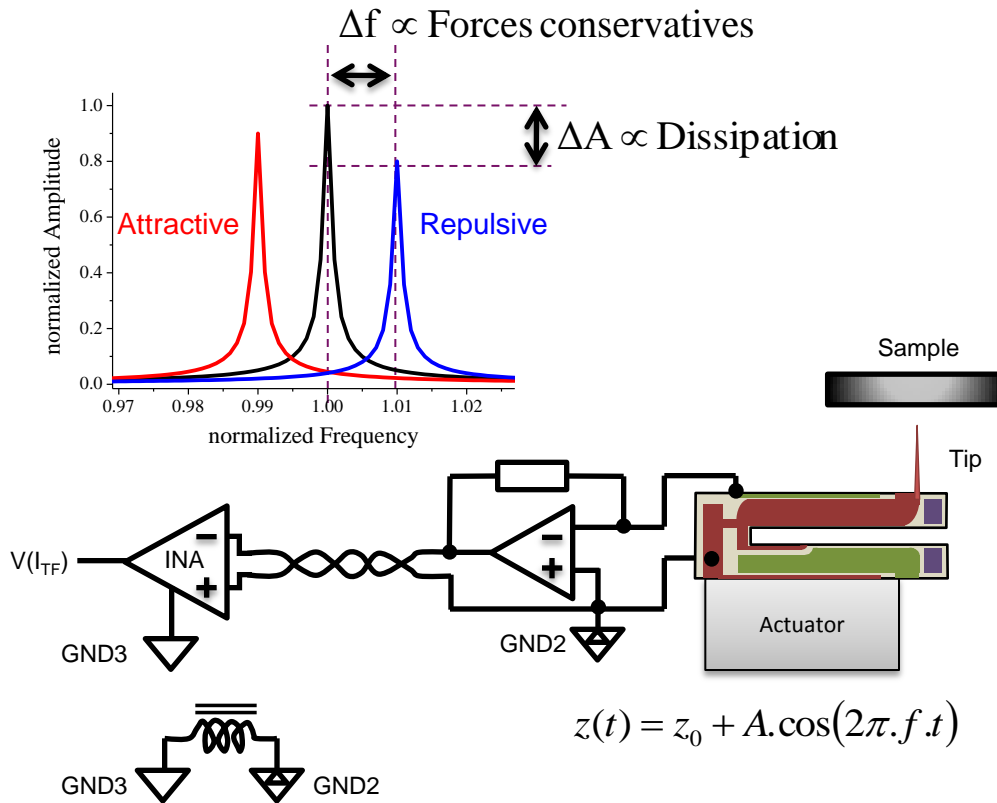 Δf ∝ Forces conservatives
ΔA ∝ Dissipation
normalized Amplitude
1.0
0.8
0.6
0.4
0.2
0.0
Attractive
Repulsive
0.97 0.98 0.99 1.00 1.01 1.02
normalized Frequency
Sample
Tip
V(I_TF)
INA
−
+
−
+
GND3
GND2
Actuator
z(t) = z₀ + A.cos(2π.f.t)
GND3
GND2